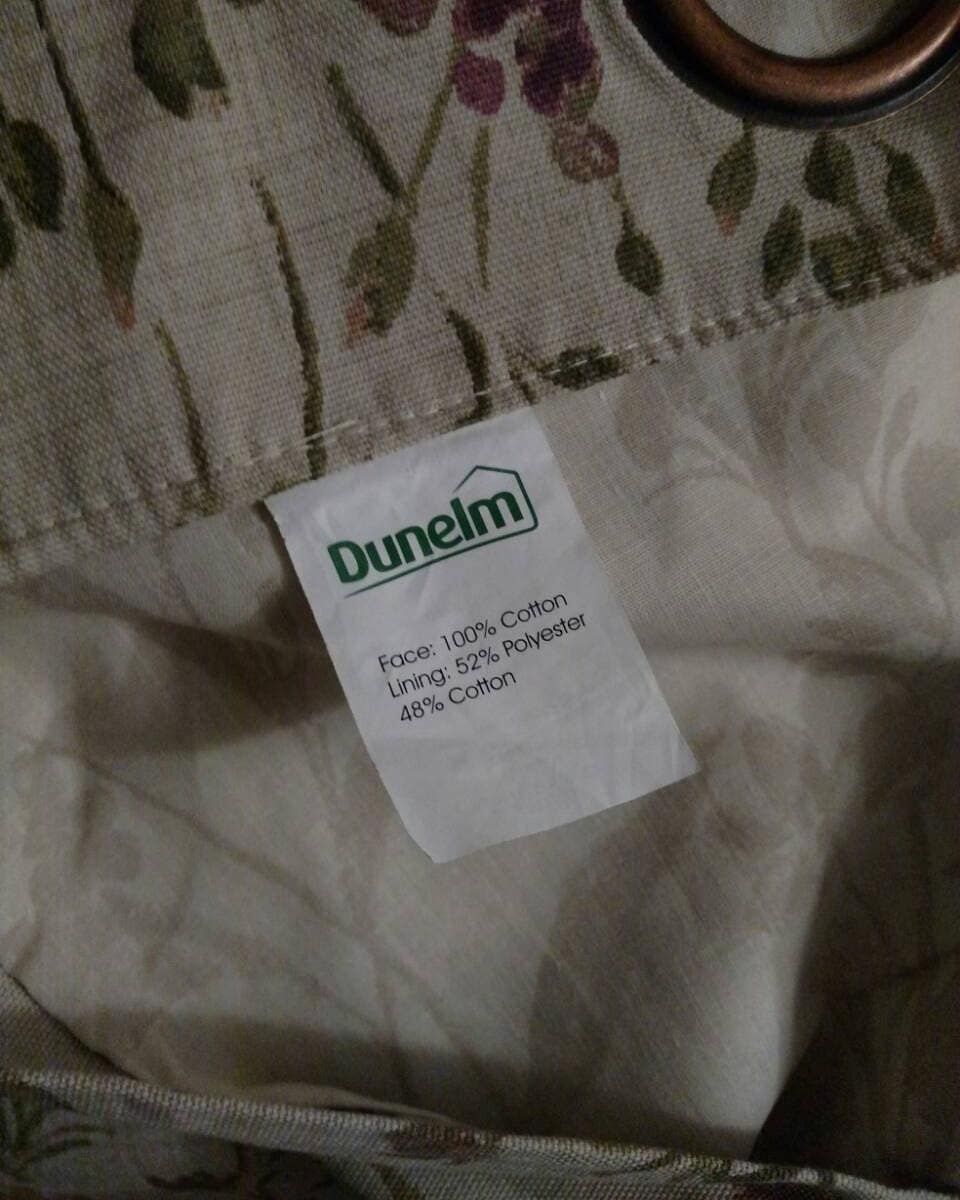 Dunelm
Face: 100% Cotton
Lining: 52% Polyester
48% Cotton